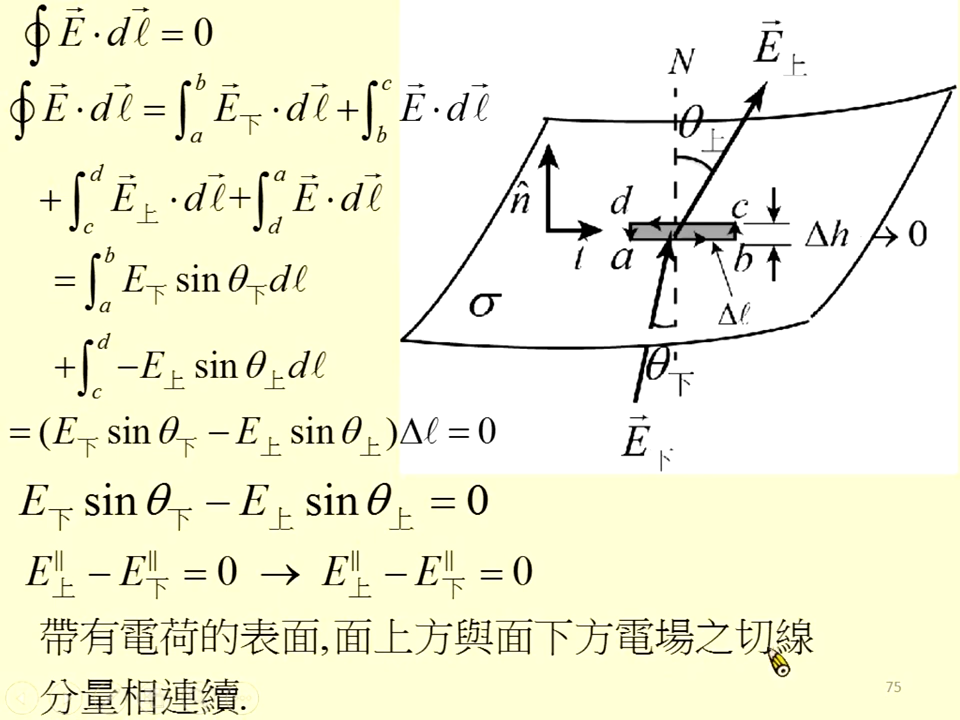 ∮ E⃗ · dℓ⃗ = 0
∮ E⃗ · dℓ⃗ = ∫ₐᵇ E⃗下 · dℓ⃗ + ∫_b^c E⃗ · dℓ⃗
+ ∫_c^d E⃗上 · dℓ⃗ + ∫_d^a E⃗ · dℓ⃗
= ∫ₐᵇ E下 sin θ下 dℓ
+ ∫_c^d −E上 sin θ上 dℓ
= (E下 sin θ下 − E上 sin θ上)Δℓ = 0
E下 sin θ下 − E上 sin θ上 = 0
E上^∥ − E下^∥ = 0 → E上^∥ − E下^∥ = 0
帶有電荷的表面,面上方與面下方電場之切線
分量相連續.
N
E⃗上
θ上
n̂
d
c
Δh → 0
t̂
a
b
σ
Δℓ
θ下
E⃗下
75